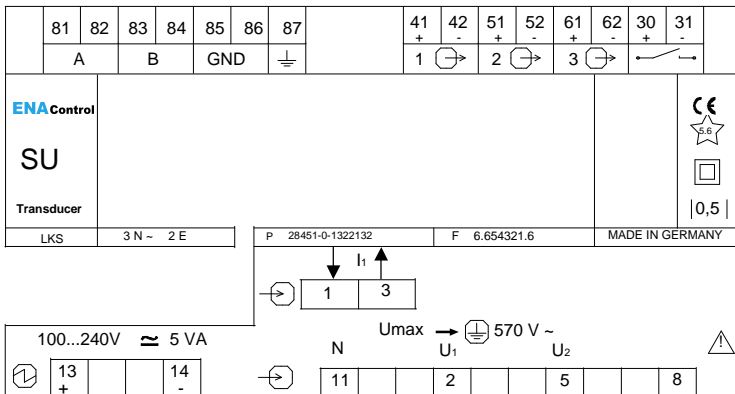 81 82 83 84 85 86 87 41 42 51 52 61 62 30 31
+ - + - + - + -
A B GND 1 2 3
ENA Control
CE
5.6
SU
Transducer
0,5
LKS 3 N ~ 2 E P 28451-0-1322132 F 6.654321.6 MADE IN GERMANY
I1
1 3
Umax 570 V ~
100...240V ≃ 5 VA
N U1 U2
13 14 11 2 5 8
+ -